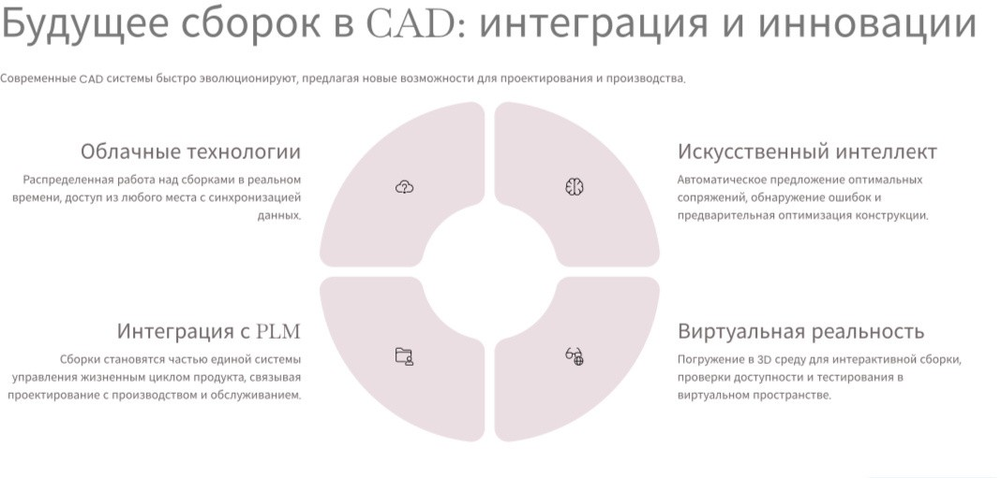 Будущее сборок в CAD: интеграция и инновации
Современные CAD системы быстро эволюционируют, предлагая новые возможности для проектирования и производства.
Облачные технологии
Распределенная работа над сборками в реальном
времени, доступ из любого места с синхронизацией
данных.
Искусственный интеллект
Автоматическое предложение оптимальных
сопряжений, обнаружение ошибок и
предварительная оптимизация конструкции.
Интеграция с PLM
Сборки становятся частью единой системы
управления жизненным циклом продукта, связывая
проектирование с производством и обслуживанием.
Виртуальная реальность
Погружение в 3D среду для интерактивной сборки,
проверки доступности и тестирования в
виртуальном пространстве.